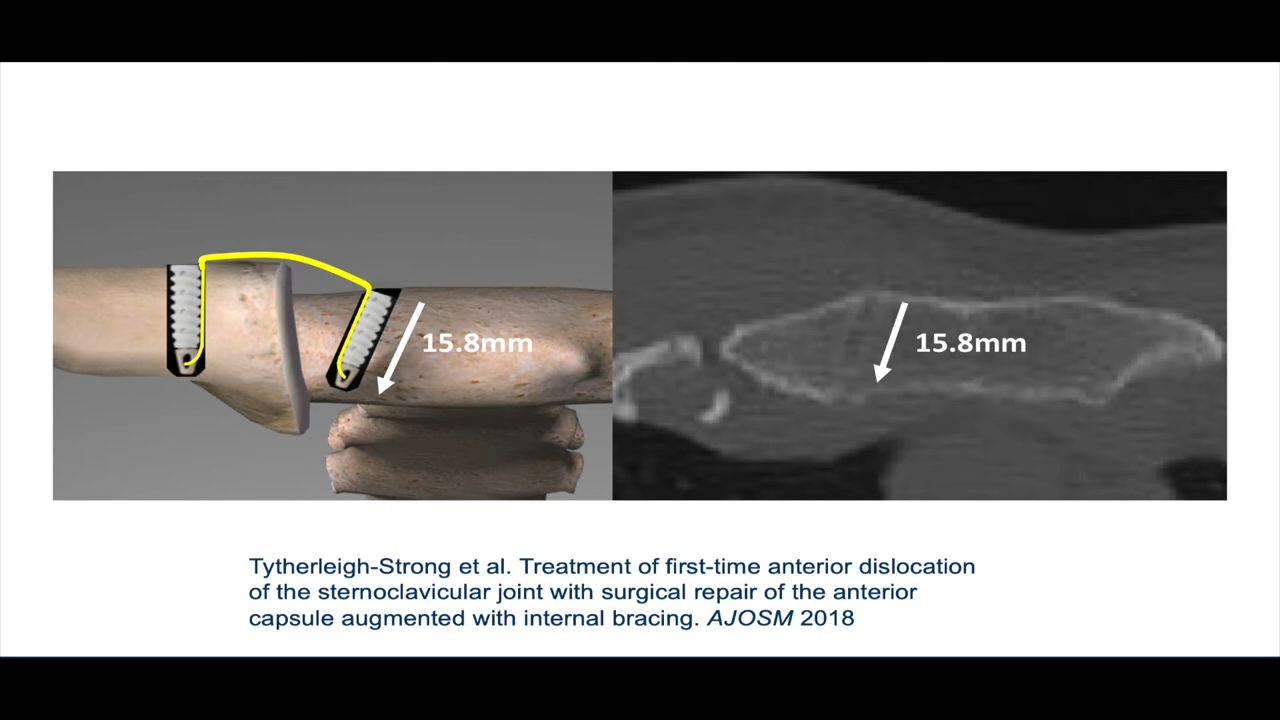 15.8mm
15.8mm
Tytherleigh-Strong et al. Treatment of first-time anterior dislocation
of the sternoclavicular joint with surgical repair of the anterior
capsule augmented with internal bracing. AJOSM 2018